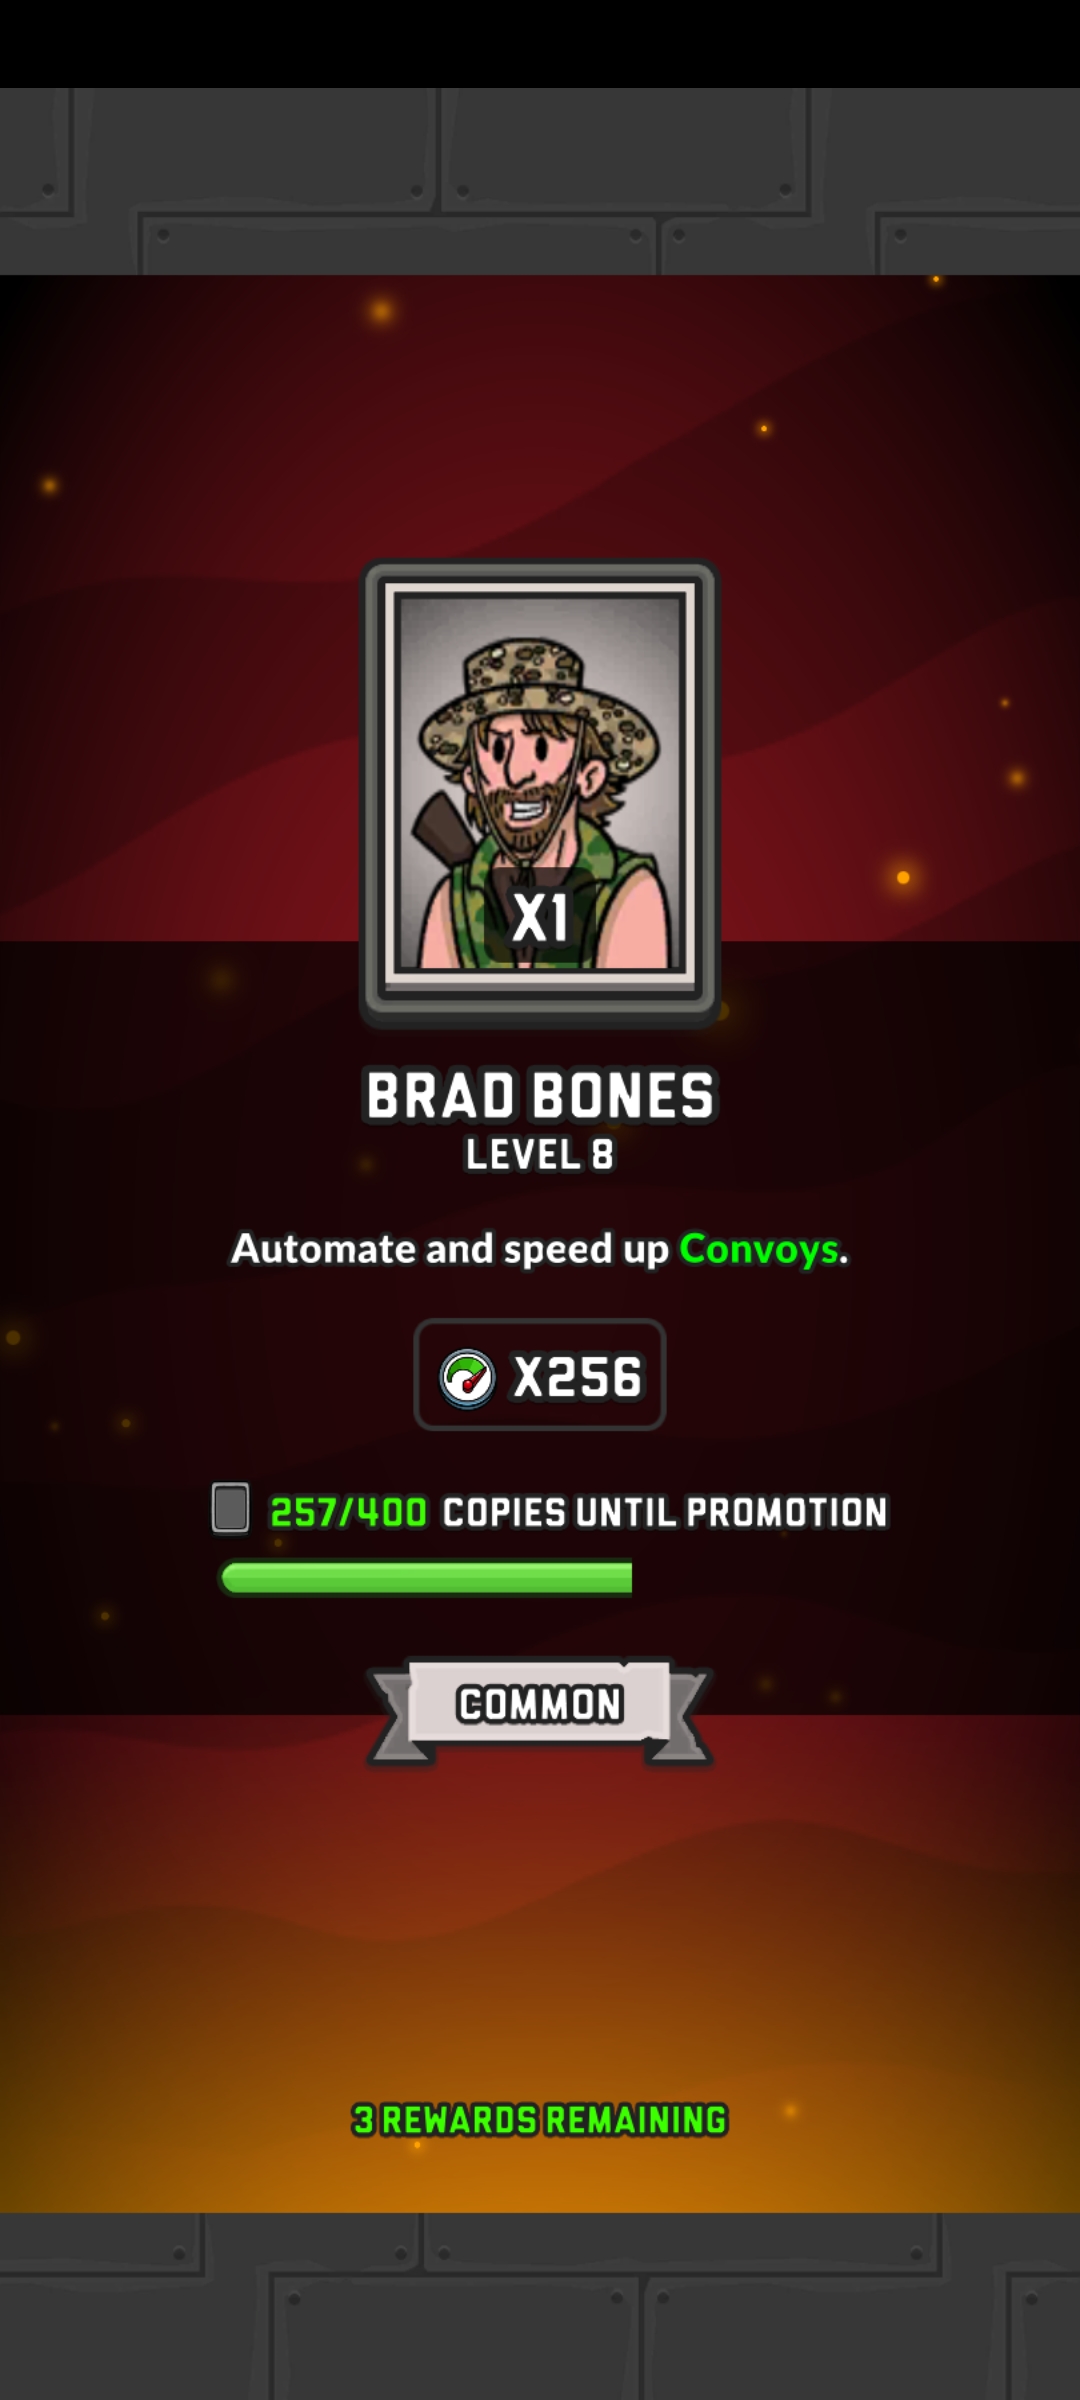 X1
BRAD BONES
LEVEL 8
Automate and speed up Convoys.
X256
257/400 COPIES UNTIL PROMOTION
COMMON
3 REWARDS REMAINING